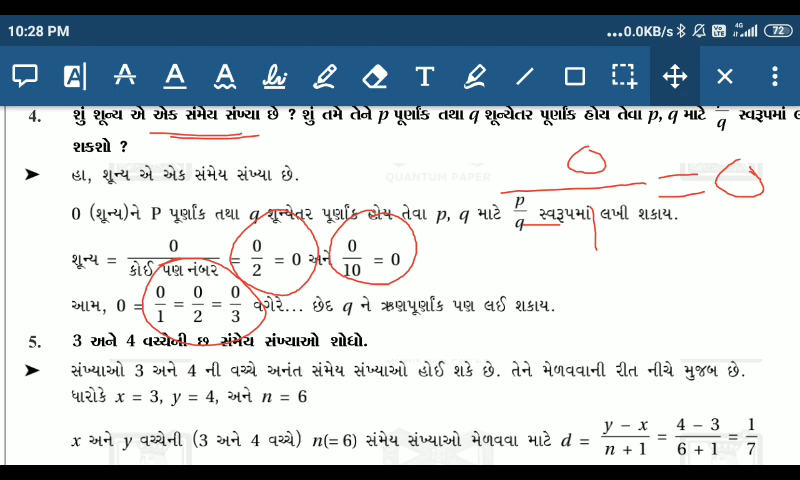 10:28 PM
...0.0KB/s 4G 72
4. શું શૂન્ય એ એક સંમેય સંખ્યા છે ? શું તમે તેને p પૂર્ણાંક તથા q શૂન્યેતર પૂર્ણાંક હોય તેવા p, q માટે p/q સ્વરૂપમાં
શકશો ?
➤ હા, શૂન્ય એ એક સંમેય સંખ્યા છે.
QUANTUM PAPER
0/1 = 0
0 (શૂન્ય)ને P પૂર્ણાંક તથા q શૂન્યેતર પૂર્ણાંક હોય તેવા p, q માટે p/q સ્વરૂપમાં લખી શકાય.
શૂન્ય = 0/કોઈ પણ નંબર = 0/2 = 0 અને 0/10 = 0
આમ, 0 = 0/1 = 0/2 = 0/3 વગેરે... છેદ q ને ઋણપૂર્ણાંક પણ લઈ શકાય.
5. 3 અને 4 વચ્ચેની છ સંમેય સંખ્યાઓ શોધો.
➤ સંખ્યાઓ 3 અને 4 ની વચ્ચે અનંત સંમેય સંખ્યાઓ હોઈ શકે છે. તેને મેળવવાની રીત નીચે મુજબ છે.
ધારોકે x = 3, y = 4, અને n = 6
x અને y વચ્ચેની (3 અને 4 વચ્ચે) n(= 6) સંમેય સંખ્યાઓ મેળવવા માટે d = y − x/n + 1 = 4 − 3/6 + 1 = 1/7